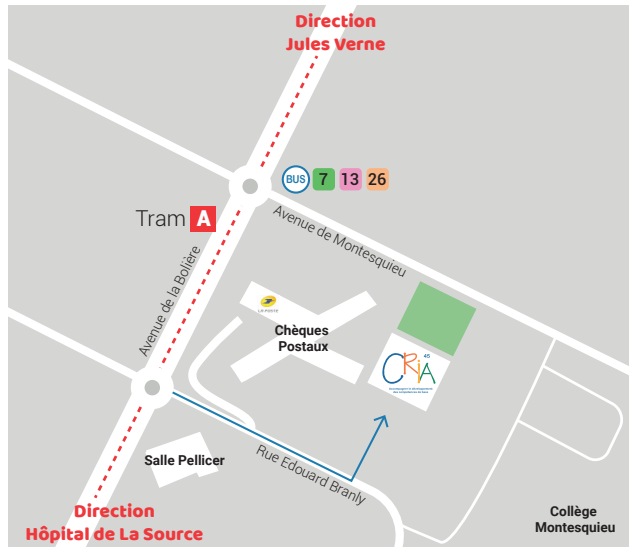 Direction
Jules Verne
BUS 7 13 26
Tram A
Avenue de Montesquieu
Avenue de la Bolière
LA POSTE
Chèques
Postaux
CRIA 45
Rue Edouard Branly
Salle Pellicer
Direction
Hôpital de La Source
Collège
Montesquieu